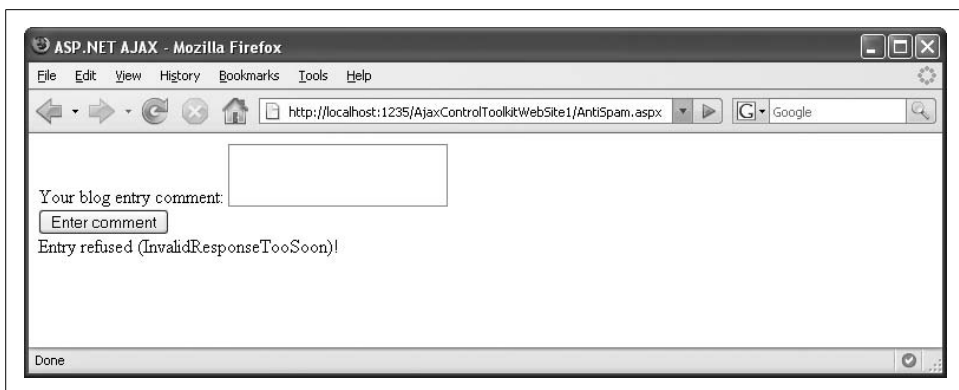 ASP.NET AJAX - Mozilla Firefox
File Edit View History Bookmarks Tools Help
http://localhost:1235/AjaxControlToolkitWebSite1/AntiSpam.aspx G Google
Your blog entry comment:
Enter comment
Entry refused (InvalidResponseTooSoon)!
Done